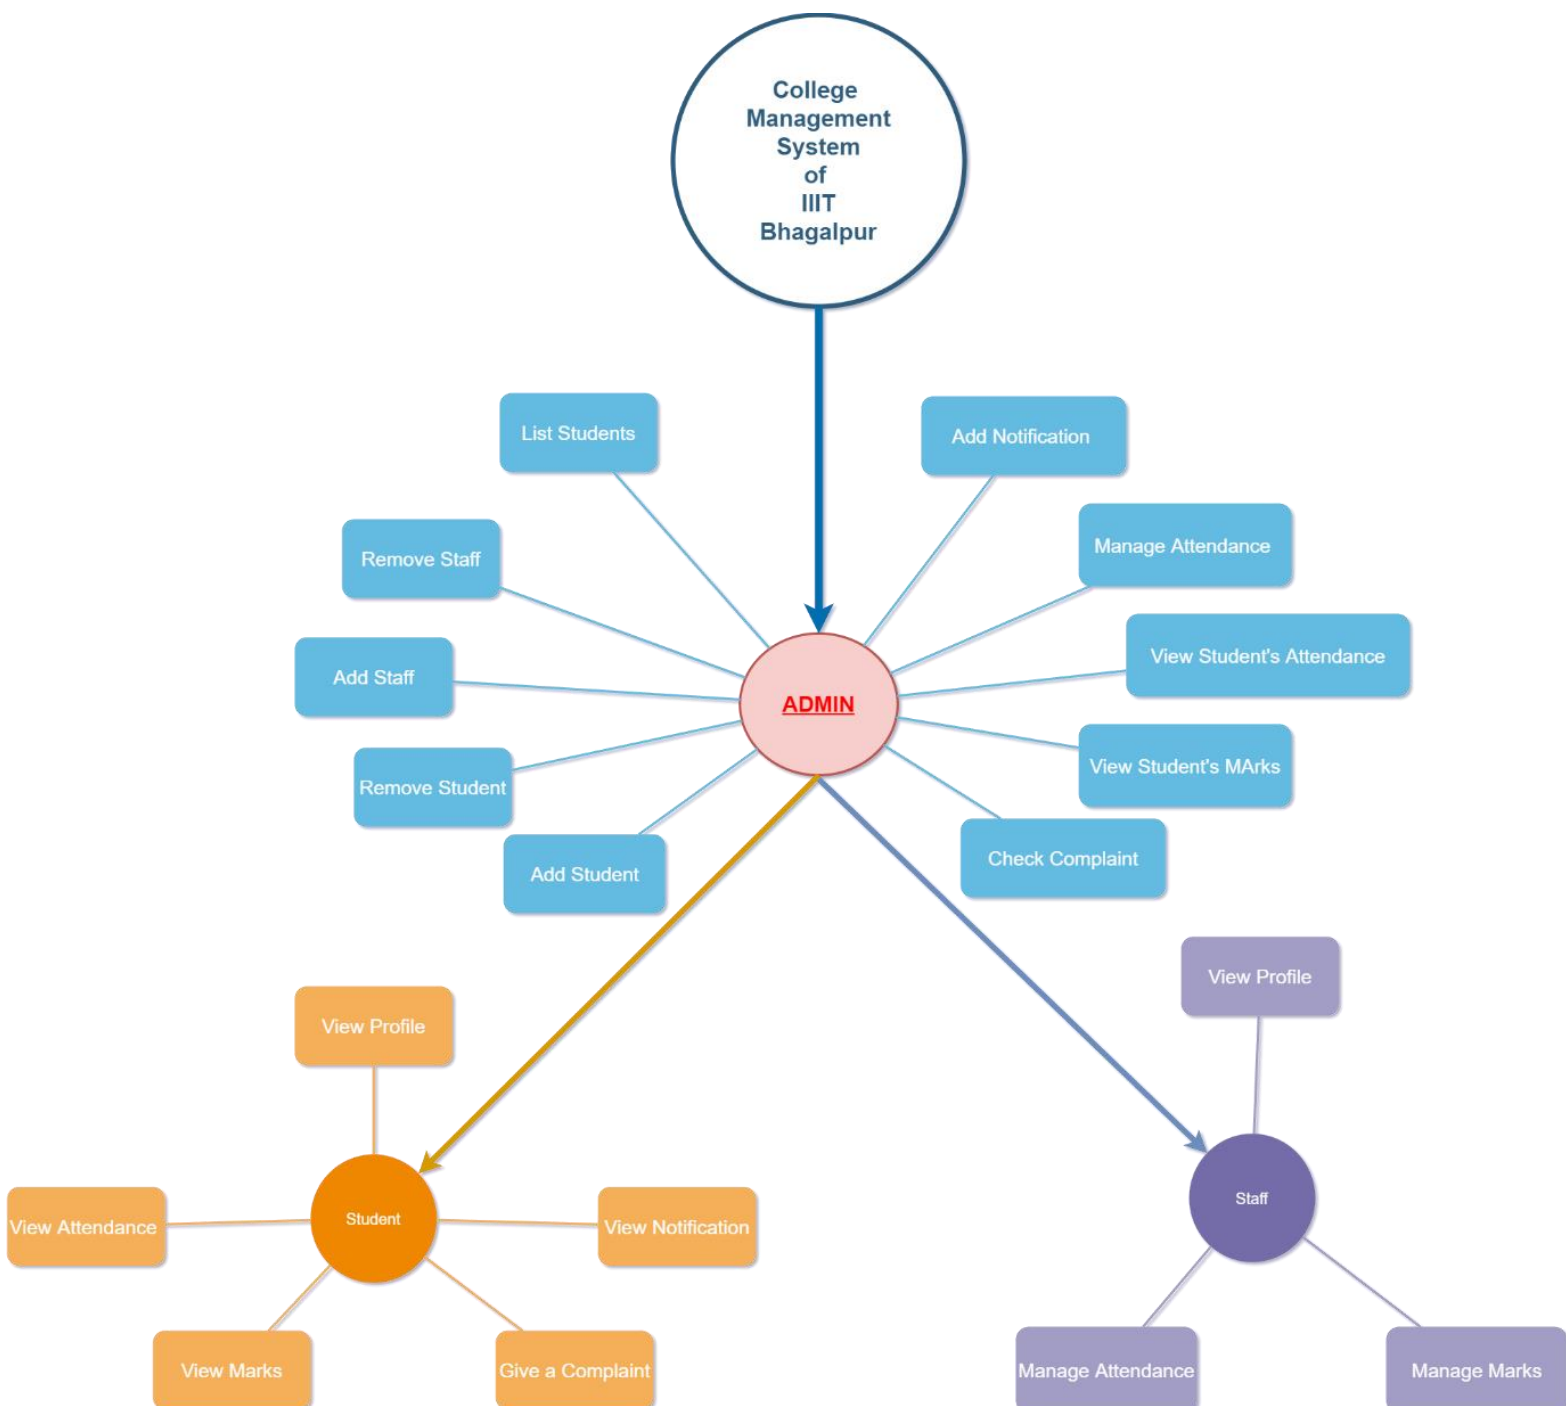 College
Management
System
of
IIIT
Bhagalpur
List Students
Add Notification
Remove Staff
Manage Attendance
Add Staff
View Student's Attendance
ADMIN
Remove Student
View Student's MArks
Add Student
Check Complaint
View Profile
View Profile
View Attendance
Student
View Notification
Staff
View Marks
Give a Complaint
Manage Attendance
Manage Marks